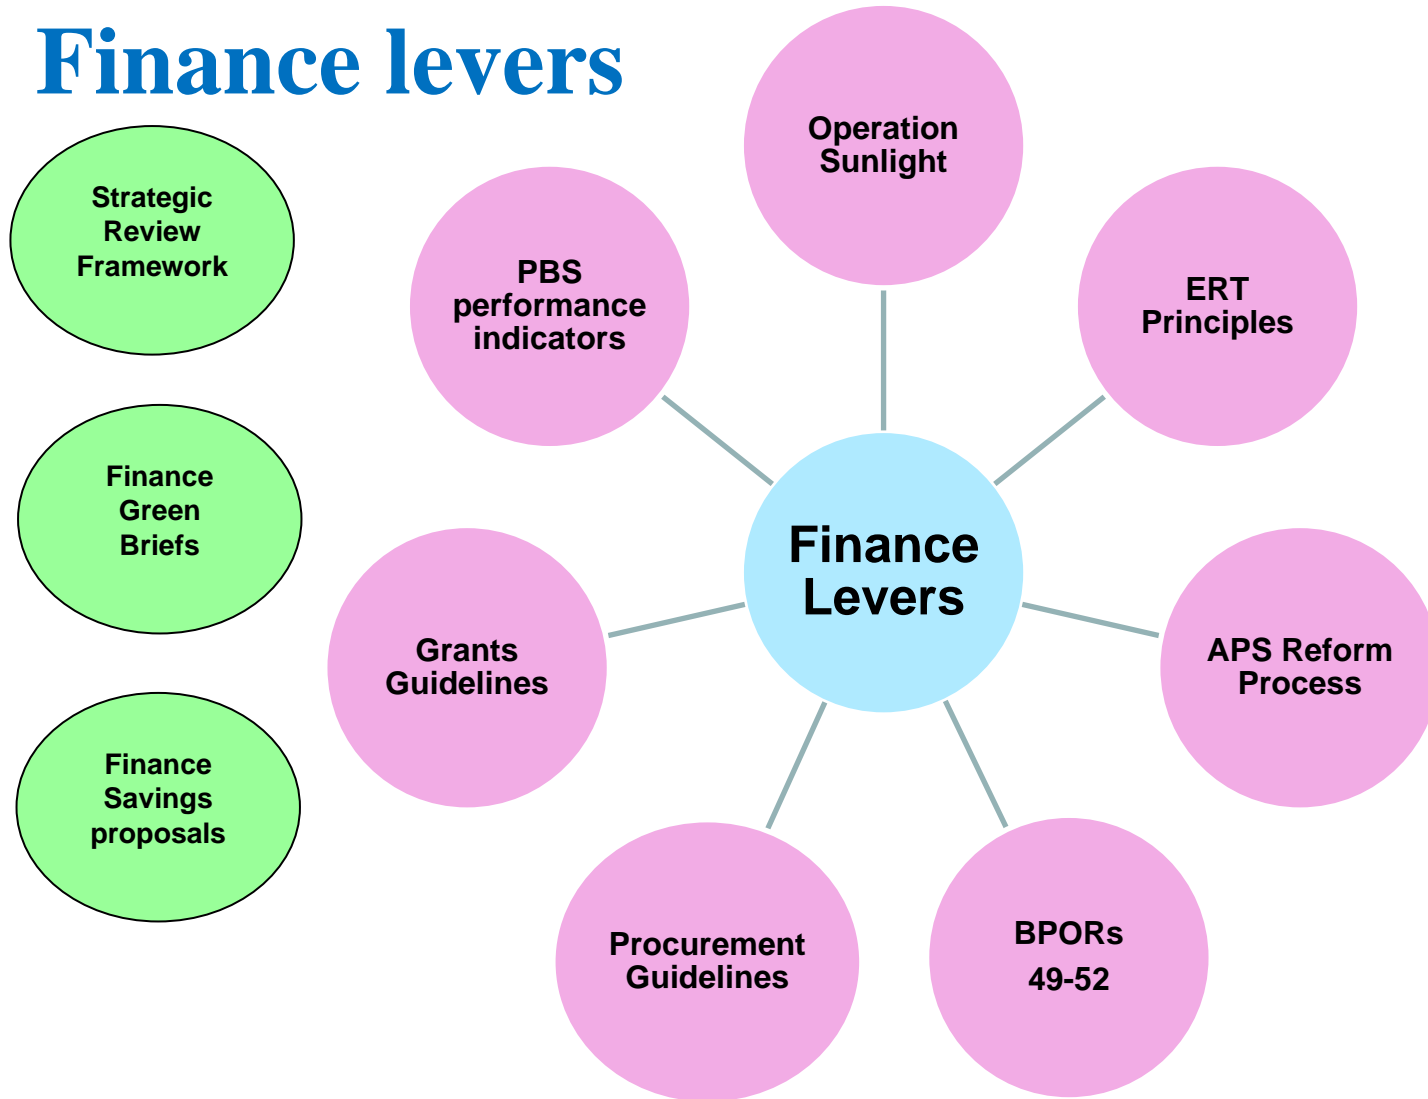 Finance levers
Strategic
Review
Framework
Finance
Green
Briefs
Finance
Savings
proposals
Operation
Sunlight
ERT
Principles
APS Reform
Process
BPORs
49-52
Procurement
Guidelines
Grants
Guidelines
PBS
performance
indicators
Finance
Levers